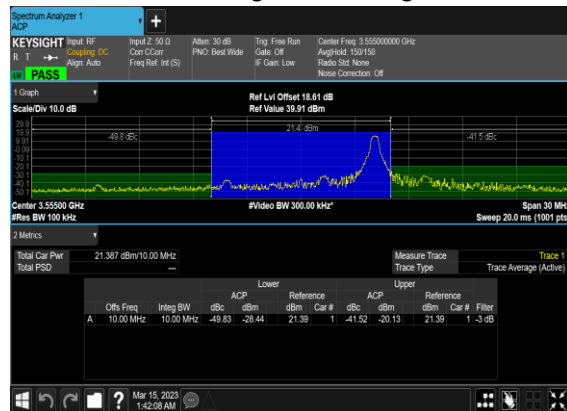 Spectrum Analyzer 1
ACP
+
KEYSIGHT Input: RF Input Z: 50 Ω Atten: 30 dB Trig: Free Run Center Freq: 3.555000000 GHz
R T Coupling: DC Corr CCorr PNO: Best Wide Gate: Off Avg|Hold: 150/150
Align: Auto Freq Ref: Int (S) IF Gain: Low Radio Std: None
LXI PASS Noise Correction: Off
1 Graph
Ref Lvl Offset 18.61 dB
Scale/Div 10.0 dB Ref Value 39.91 dBm
29.9
19.9
9.91
-0.09
-10.1
-20.1
-30.1
-40.1
-50.1
-49.8 dBc
21.4 dBm
-41.5 dBc
Center 3.55500 GHz #Video BW 300.00 kHz* Span 30 MHz
#Res BW 100 kHz Sweep 20.0 ms (1001 pts)
2 Metrics
Total Car Pwr 21.387 dBm/10.00 MHz Measure Trace Trace 1
Total PSD --- Trace Type Trace Average (Active)
Lower Upper
ACP Reference ACP Reference
Offs Freq Integ BW dBc dBm dBm Car # dBc dBm dBm Car # Filter
A 10.00 MHz 10.00 MHz -49.83 -28.44 21.39 1 -41.52 -20.13 21.39 1 -3 dB
?
Mar 15, 2023
1:42:08 AM